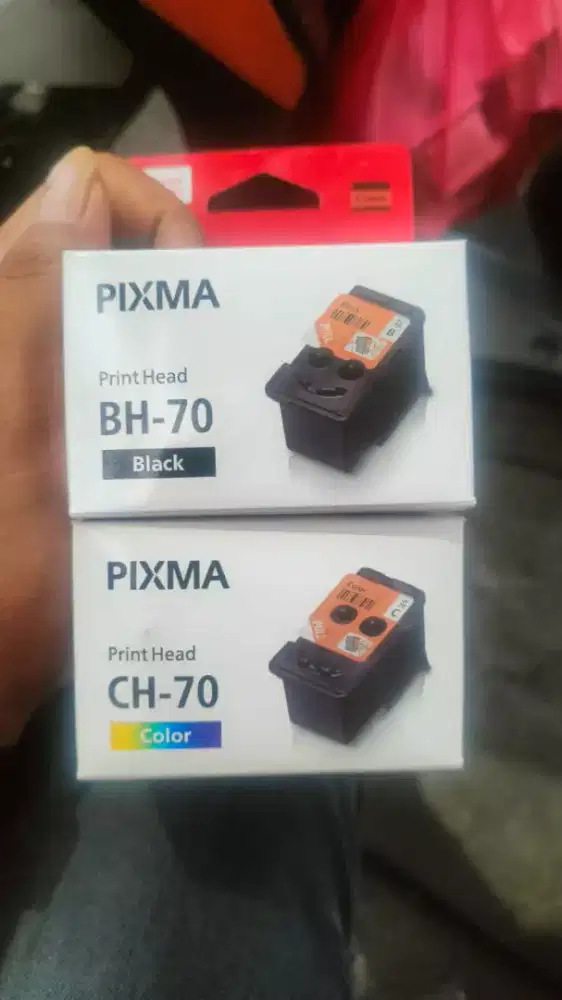 PIXMA
Print Head
BH-70
Black
PIXMA
Print Head
CH-70
Color